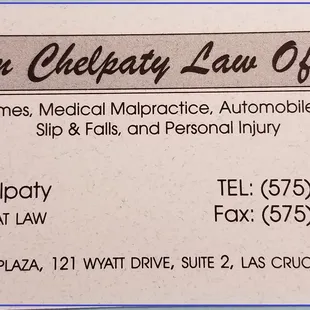 n Chelpaty Law Of
mes, Medical Malpractice, Automobile
Slip & Falls, and Personal Injury
lpaty
TEL: (575)
AT LAW
Fax: (575)
PLAZA, 121 WYATT DRIVE, SUITE 2, LAS CRUC